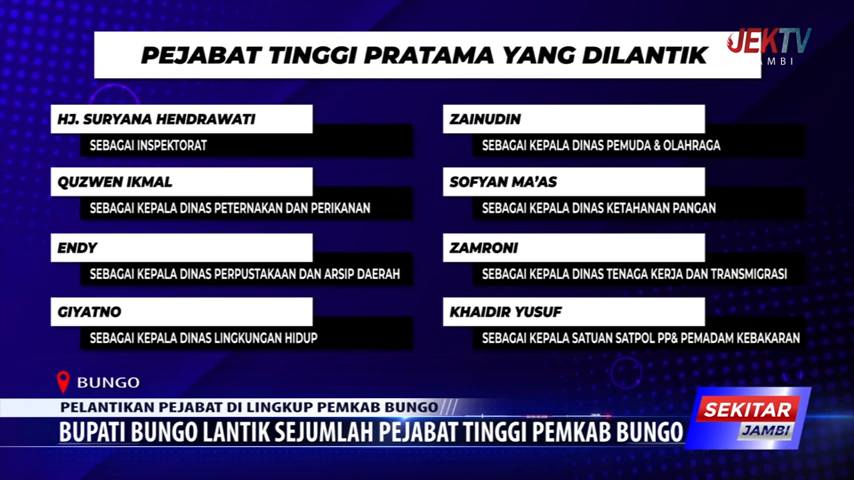 PEJABAT TINGGI PRATAMA YANG DILANTIK
JEKTV
JAMBI
HJ. SURYANA HENDRAWATI
SEBAGAI INSPEKTORAT
QUZWEN IKMAL
SEBAGAI KEPALA DINAS PETERNAKAN DAN PERIKANAN
ENDY
SEBAGAI KEPALA DINAS PERPUSTAKAAN DAN ARSIP DAERAH
GIYATNO
SEBAGAI KEPALA DINAS LINGKUNGAN HIDUP
ZAINUDIN
SEBAGAI KEPALA DINAS PEMUDA & OLAHRAGA
SOFYAN MA'AS
SEBAGAI KEPALA DINAS KETAHANAN PANGAN
ZAMRONI
SEBAGAI KEPALA DINAS TENAGA KERJA DAN TRANSMIGRASI
KHAIDIR YUSUF
SEBAGAI KEPALA SATUAN SATPOL PP& PEMADAM KEBAKARAN
BUNGO
PELANTIKAN PEJABAT DI LINGKUP PEMKAB BUNGO
BUPATI BUNGO LANTIK SEJUMLAH PEJABAT TINGGI PEMKAB BUNGO
SEKITAR
JAMBI